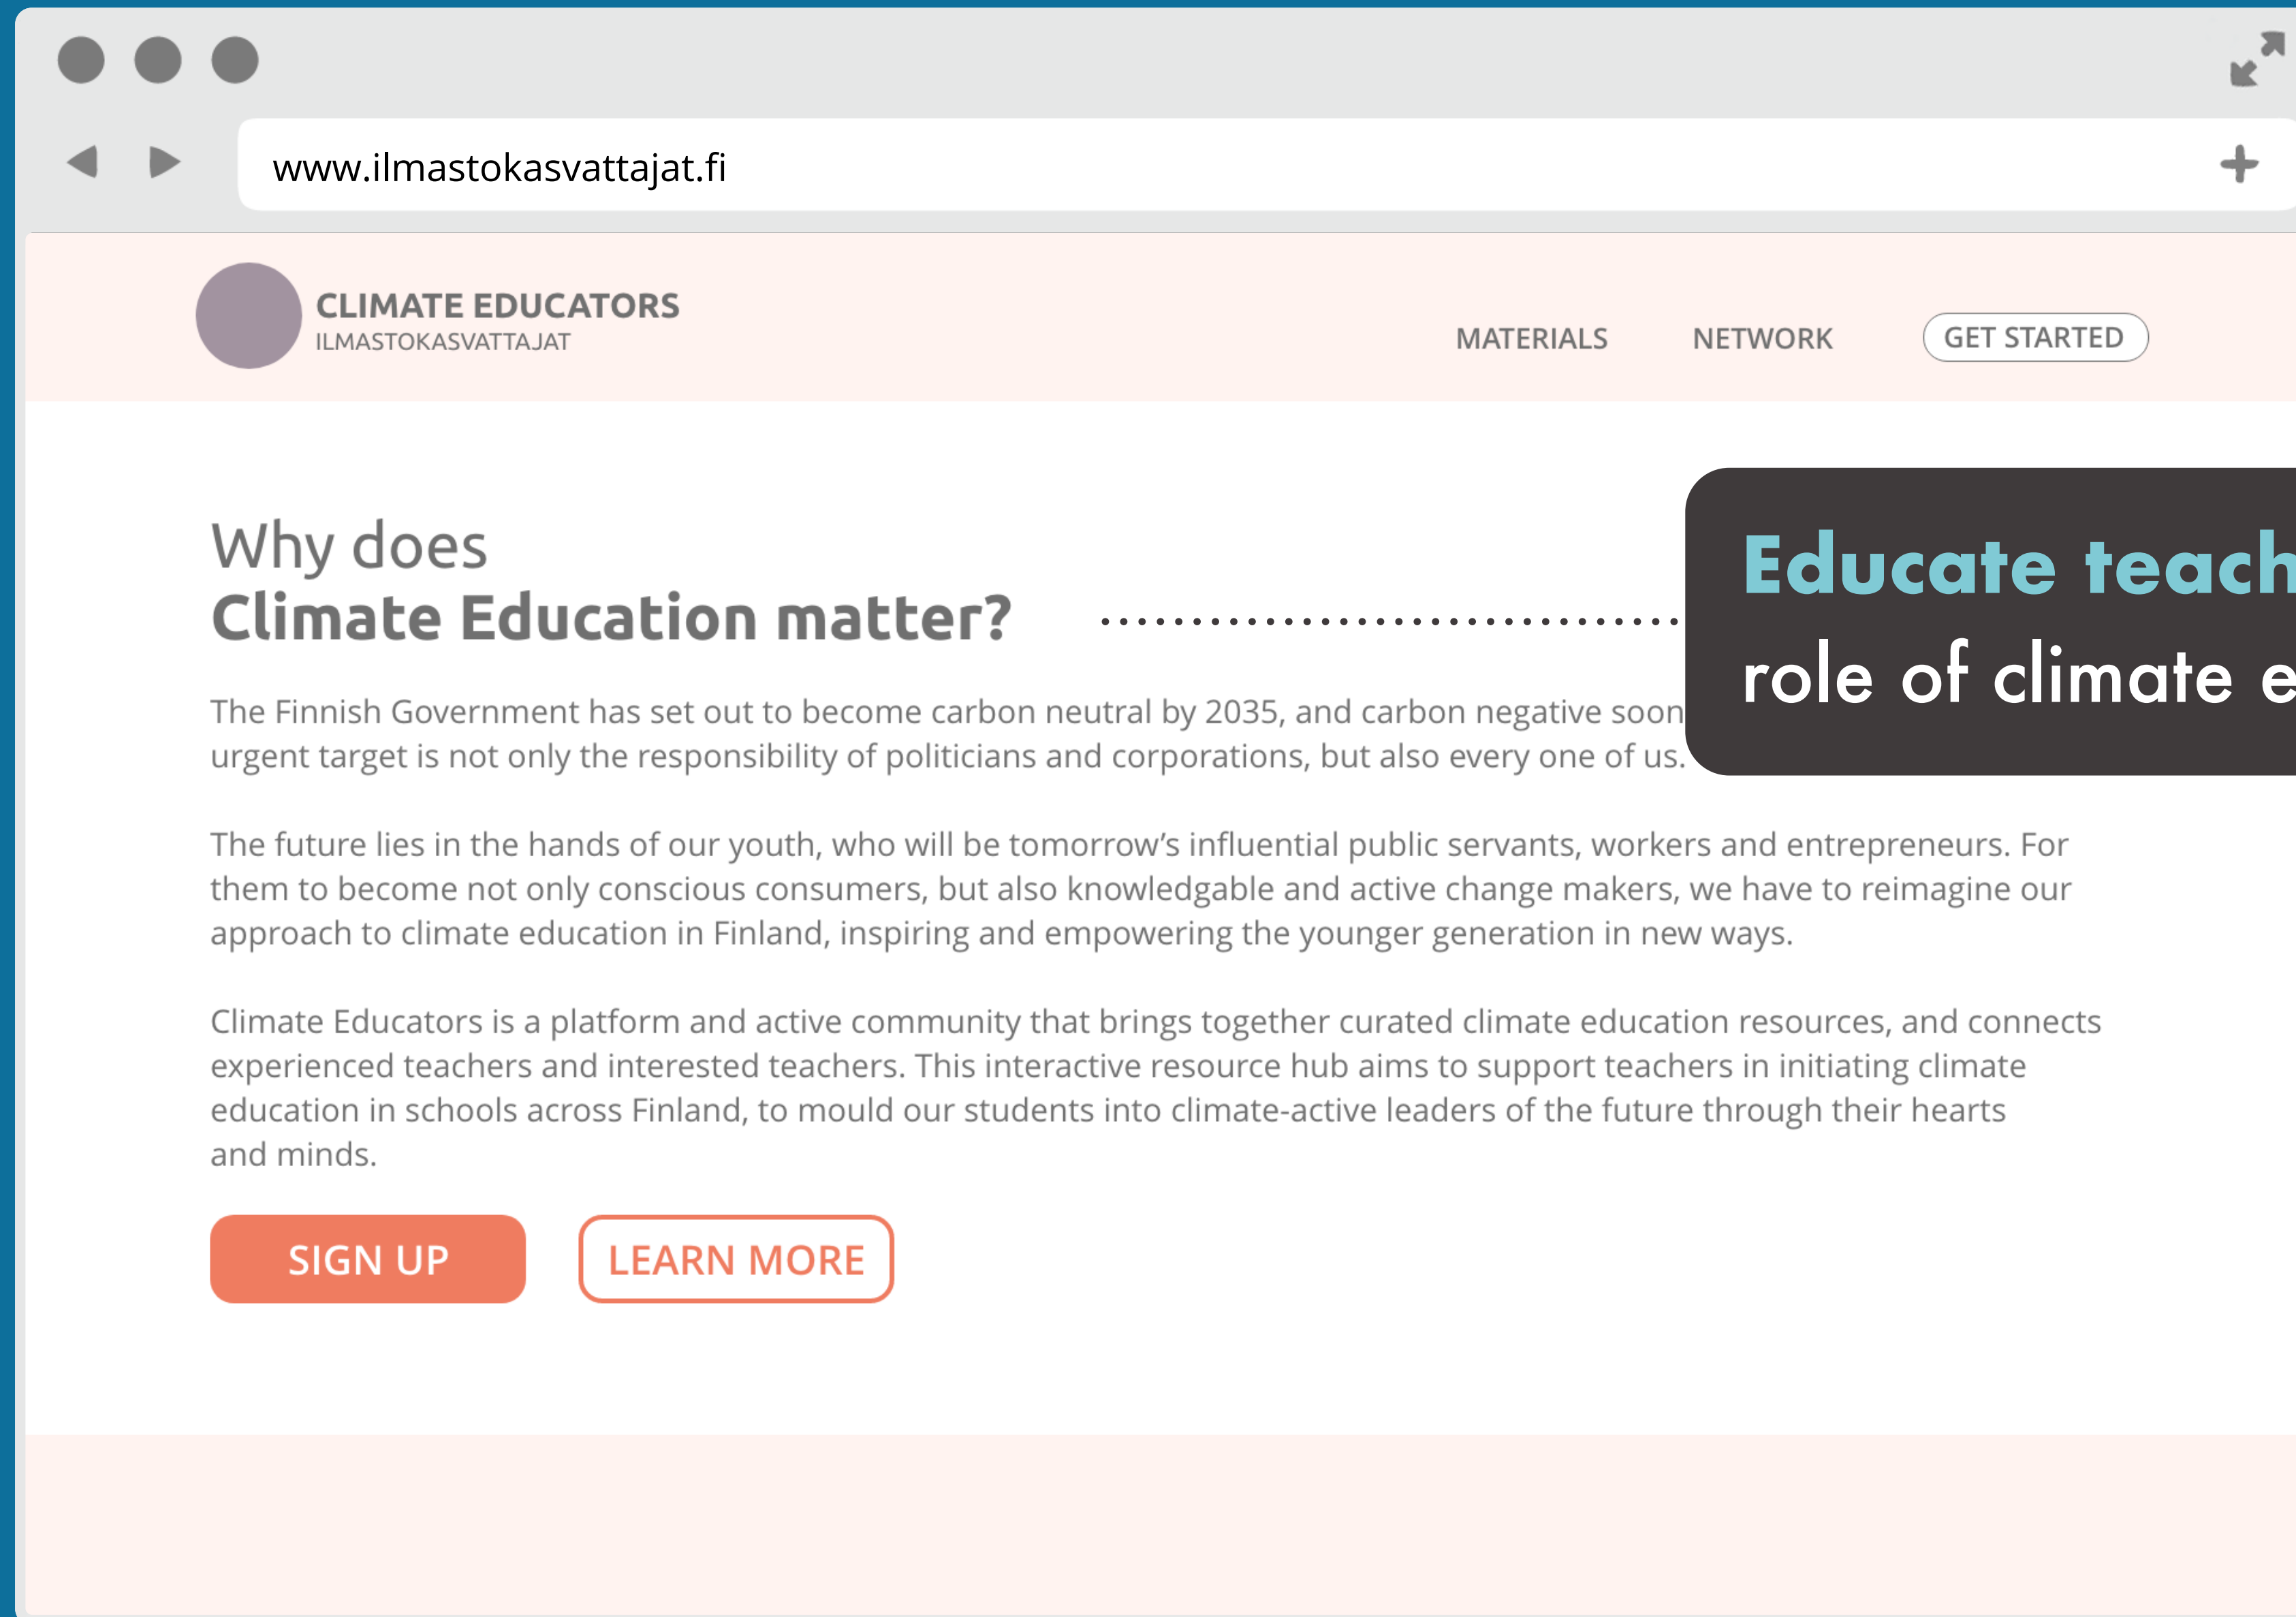 www.ilmastokasvattajat.fi
CLIMATE EDUCATORS
ILMASTOKASVATTAJAT
MATERIALS
NETWORK
GET STARTED
Why does
Climate Education matter?
Educate
role of climate
The Finnish Government has set out to become carbon neutral by 2035, and carbon negative soon
urgent target is not only the responsibility of politicians and corporations, but also every one of us.
The future lies in the hands of our youth, who will be tomorrow’s influential public servants, workers and entrepreneurs. For
them to become not only conscious consumers, but also knowledgable and active change makers, we have to reimagine our
approach to climate education in Finland, inspiring and empowering the younger generation in new ways.
Climate Educators is a platform and active community that brings together curated climate education resources, and connects
experienced teachers and interested teachers. This interactive resource hub aims to support teachers in initiating climate
education in schools across Finland, to mould our students into climate-active leaders of the future through their hearts
and minds.
SIGN UP
LEARN MORE